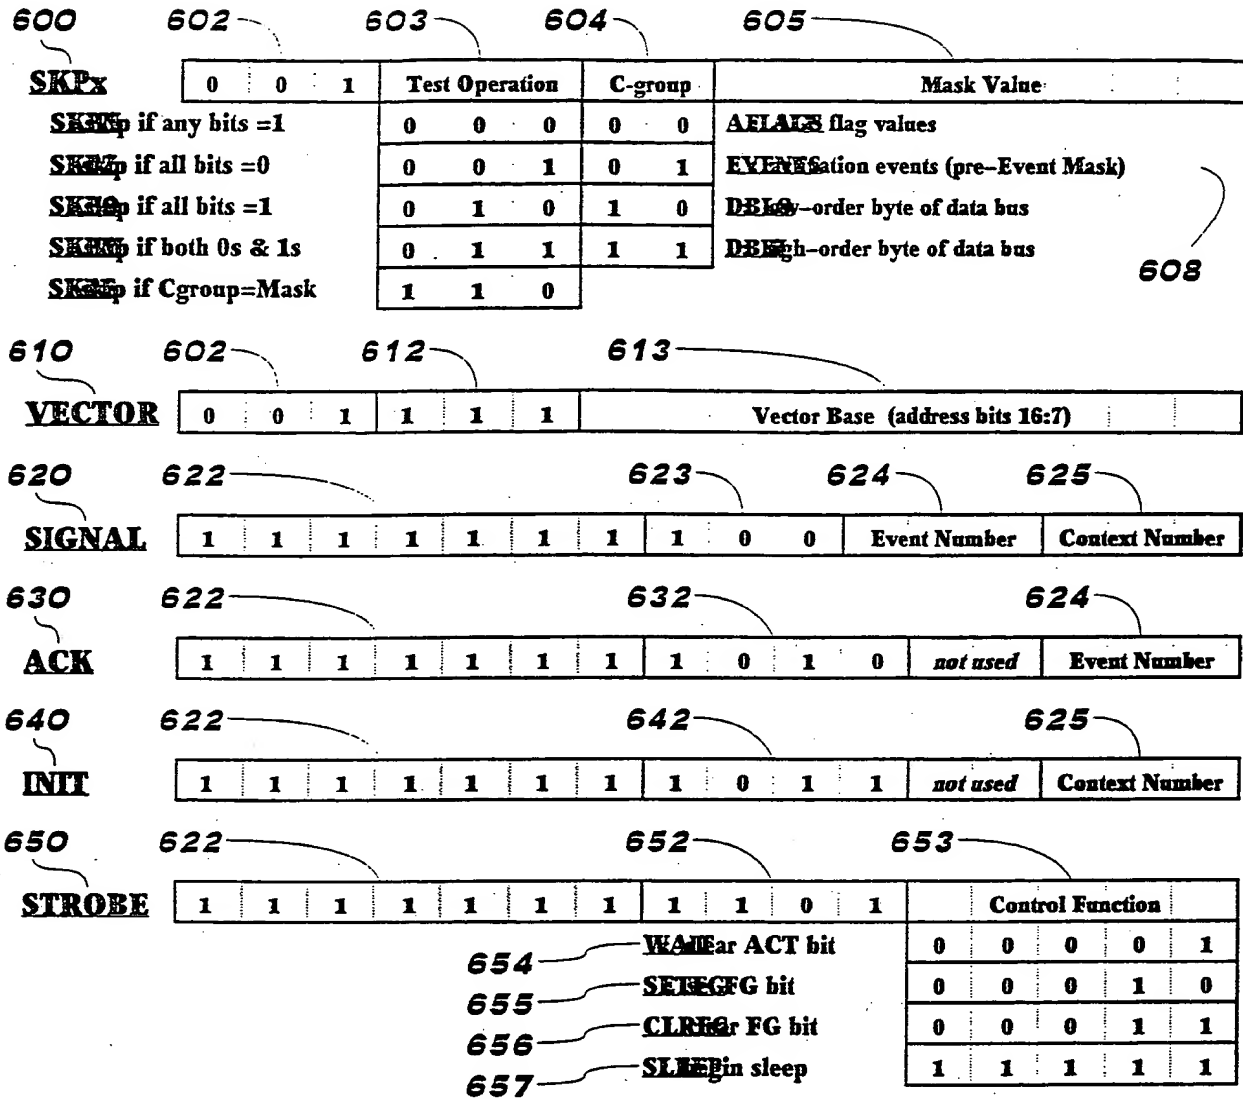 600 602 603 604 605
SKPx 0 0 1 Test Operation C-group Mask Value
if any bits =1 0 0 0 0 0 flag values
if all bits =0 0 0 1 0 1 events (pre-Event Mask)
if all bits =1 0 1 0 1 0 order byte of data bus
if both 0s & 1s 0 1 1 1 1 order byte of data bus
608
if Cgroup=Mask 1 1 0
610 602 612 613
VECTOR 0 0 1 1 1 1 Vector Base (address bits 16:7)
620 622 623 624 625
SIGNAL 1 1 1 1 1 1 1 1 0 0 Event Number Context Number
630 622 632 624
ACK 1 1 1 1 1 1 1 1 0 1 0 not used Event Number
640 622 642 625
INIT 1 1 1 1 1 1 1 1 0 1 1 not used Context Number
650 622 652 653
STROBE 1 1 1 1 1 1 1 1 1 0 1 Control Function
654 ACT bit 0 0 0 0 1
655 FG bit 0 0 0 1 0
656 FG bit 0 0 0 1 1
657 sleep 1 1 1 1 1